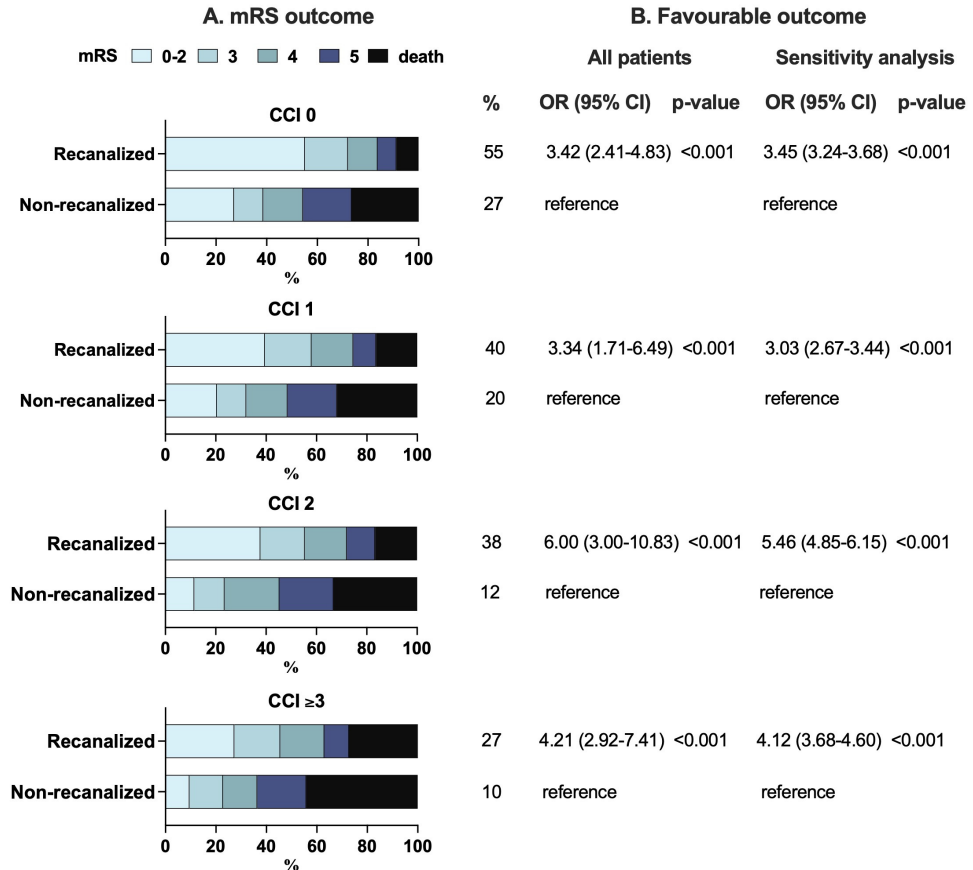 A. mRS outcome
B. Favourable outcome
mRS 0-2 3 4 5 death
All patients Sensitivity analysis
% OR (95% CI) p-value OR (95% CI) p-value
CCI 0
Recanalized 55 3.42 (2.41-4.83) <0.001 3.45 (3.24-3.68) <0.001
Non-recanalized 27 reference reference
0 20 40 60 80 100
%
CCI 1
Recanalized 40 3.34 (1.71-6.49) <0.001 3.03 (2.67-3.44) <0.001
Non-recanalized 20 reference reference
0 20 40 60 80 100
%
CCI 2
Recanalized 38 6.00 (3.00-10.83) <0.001 5.46 (4.85-6.15) <0.001
Non-recanalized 12 reference reference
0 20 40 60 80 100
%
CCI ≥3
Recanalized 27 4.21 (2.92-7.41) <0.001 4.12 (3.68-4.60) <0.001
Non-recanalized 10 reference reference
0 20 40 60 80 100
%